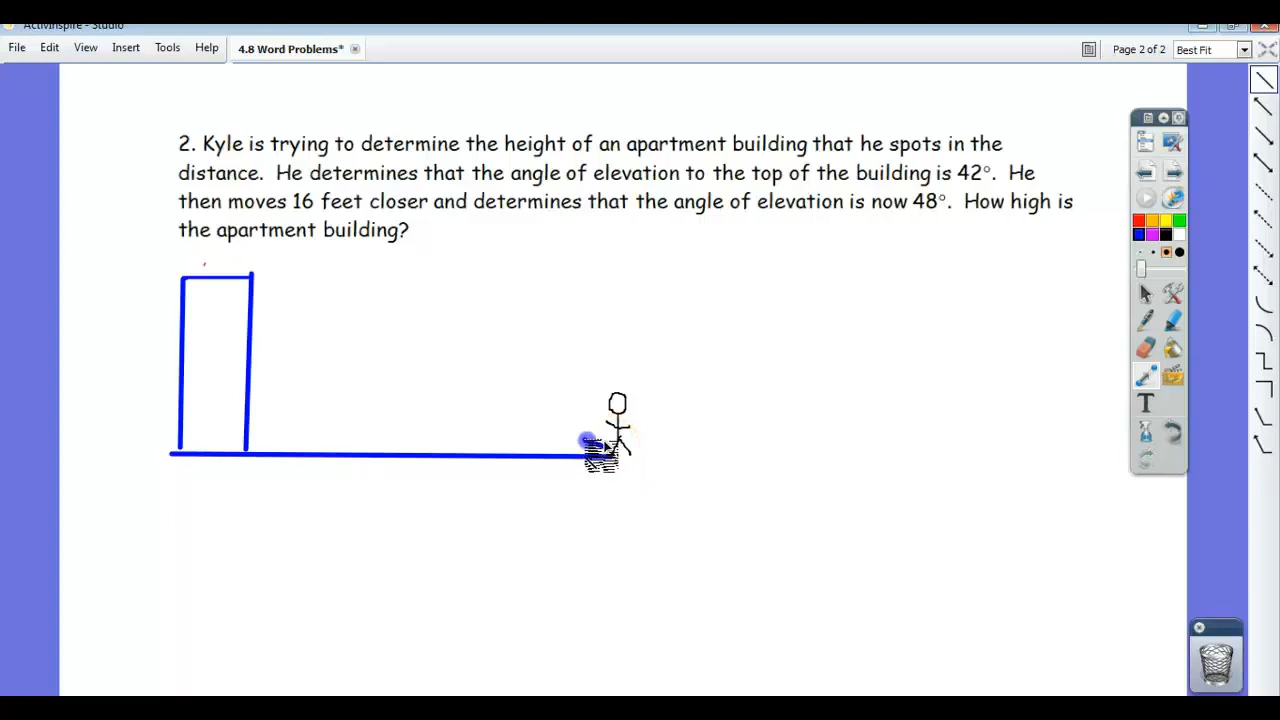 ActivInspire - Studio
File Edit View Insert Tools Help 4.8 Word Problems* Page 2 of 2 Best Fit
2. Kyle is trying to determine the height of an apartment building that he spots in the
distance. He determines that the angle of elevation to the top of the building is 42°. He
then moves 16 feet closer and determines that the angle of elevation is now 48°. How high is
the apartment building?
T